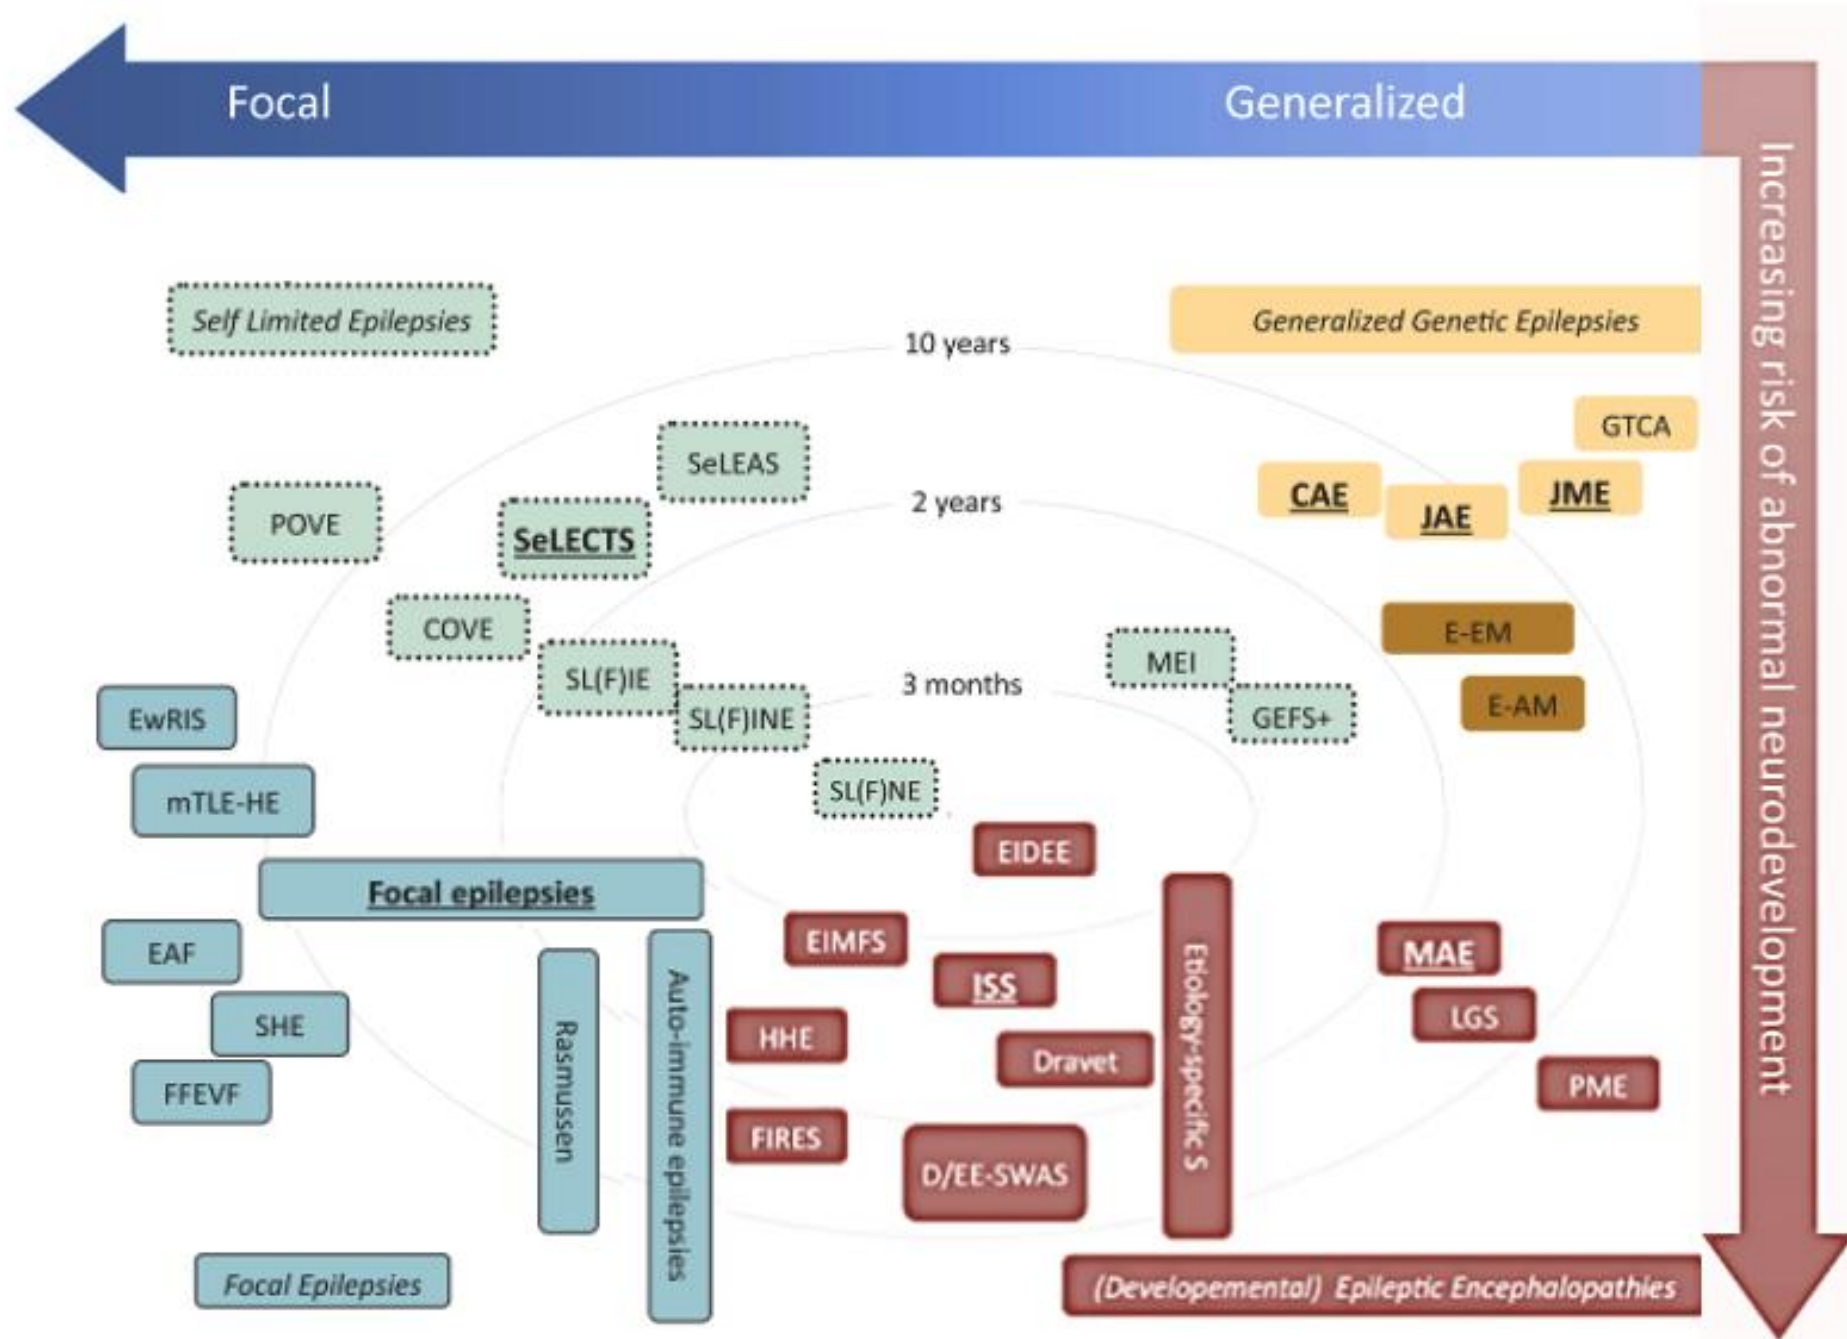 Focal
Generalized
Increasing risk of abnormal neurodevelopment
Self Limited Epilepsies
Generalized Genetic Epilepsies
10 years
GTCA
SeLEAS
CAE
JAE
JME
POVE
SeLECTS
2 years
COVE
SL(F)IE
MEI
E-EM
3 months
EwRIS
SL(F)INE
GEFS+
E-AM
mTLE-HE
SL(F)NE
EIDEE
Focal epilepsies
EAF
EIMFS
MAE
ISS
LGS
SHE
HHE
Dravet
PME
FFEVF
Rasmussen
Auto-immune epilepsies
FIRES
D/EE-SWAS
Etiology-specific S
Focal Epilepsies
(Developemental) Epileptic Encephalopathies